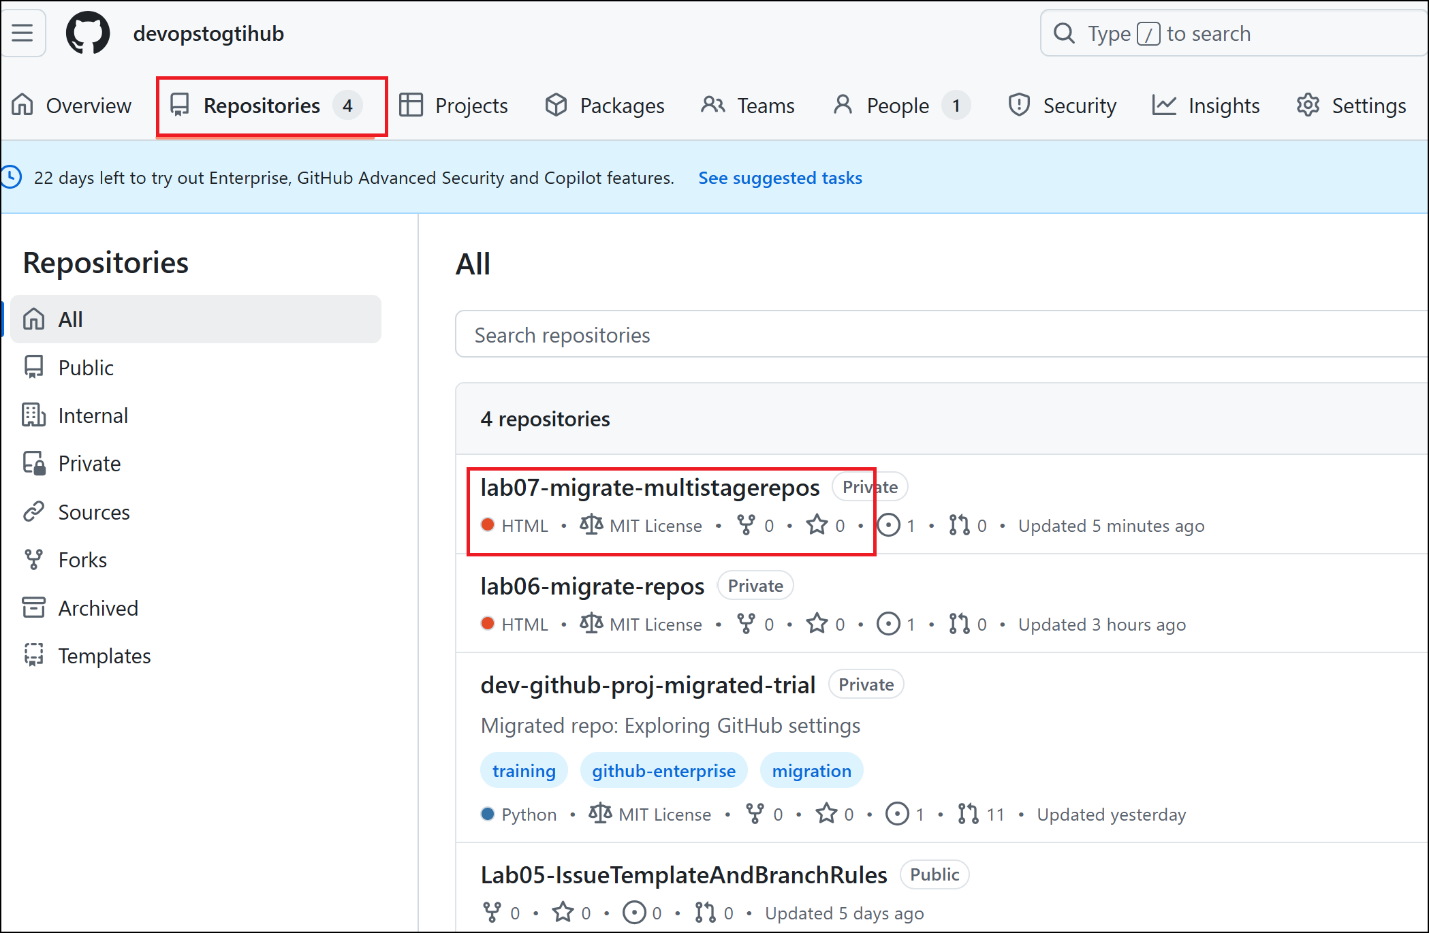 devopstogtihub
Type / to search
Overview Repositories 4 Projects Packages Teams People 1 Security Insights Settings
22 days left to try out Enterprise, GitHub Advanced Security and Copilot features. See suggested tasks
Repositories
All
Public
Internal
Private
Sources
Forks
Archived
Templates
All
Search repositories
4 repositories
lab07-migrate-multistagerepos Private
HTML • MIT License • 0 • 0 • 1 • 0 • Updated 5 minutes ago
lab06-migrate-repos Private
HTML • MIT License • 0 • 0 • 1 • 0 • Updated 3 hours ago
dev-github-proj-migrated-trial Private
Migrated repo: Exploring GitHub settings
training github-enterprise migration
Python • MIT License • 0 • 0 • 1 • 11 • Updated yesterday
Lab05-IssueTemplateAndBranchRules Public
0 • 0 • 0 • 0 • Updated 5 days ago